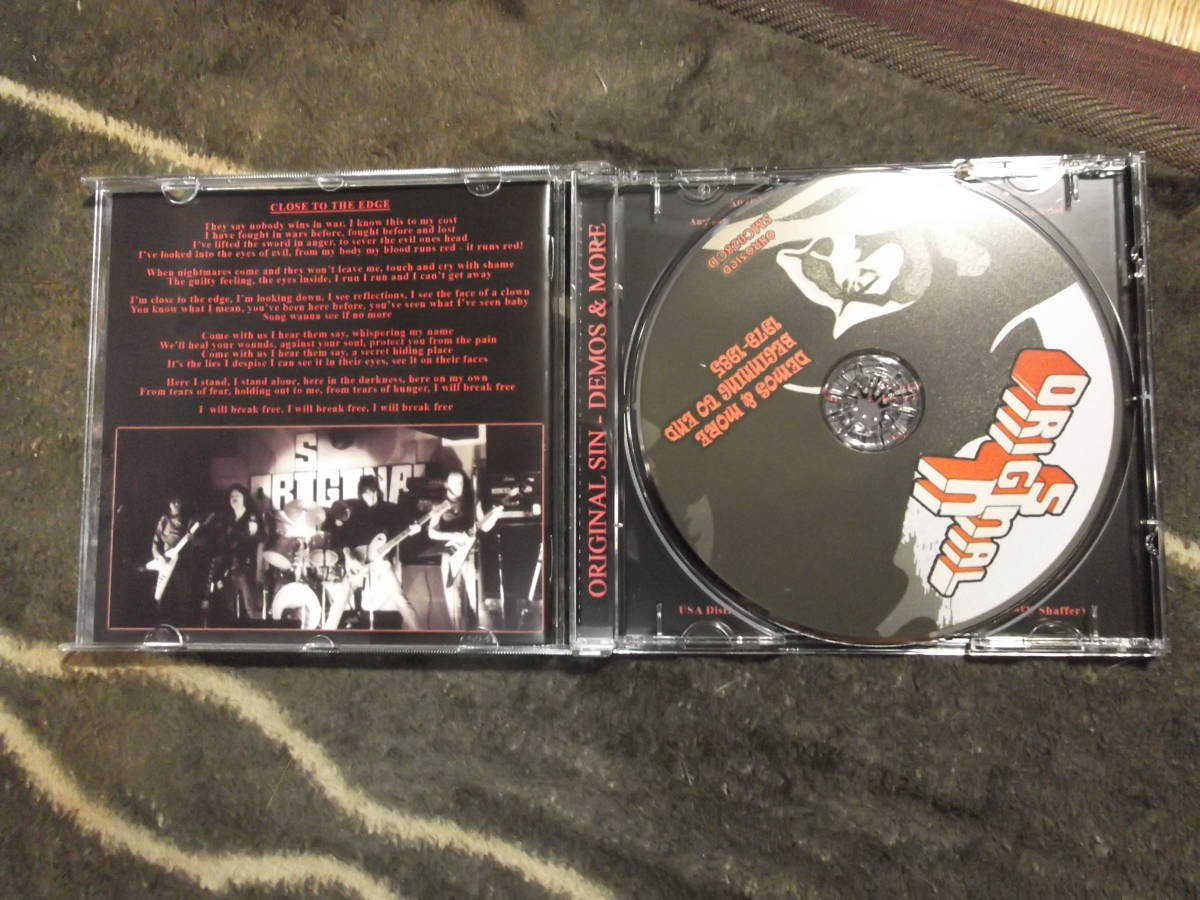 CLOSE TO THE EDGE
They say nobody wins in war, I know this to my cost
I have fought in wars before, fought before and lost
I've lifted the sword in anger, to sever the evil ones head
I've looked into the eyes of evil, from my body my blood runs red - it runs red!
When nightmares come and they won't leave me, touch and cry with shame
The guilty feeling, the eyes inside, I run I run and I can't get away
I'm close to the edge, I'm looking down, I see reflections, I see the face of a clown
You know what I mean, you've been here before, you've seen what I've seen baby
Song wanna see if no more
Come with us I hear them say, whispering my name
We'll heal your wounds, against your soul, protect you from the pain
Come with us I hear them say, a secret hiding place
It's the lies I despise I can see it in their eyes, see it on their faces
Here I stand, I stand alone, here in the darkness, here on my own
From tears of fear, holding out to me, from tears of hunger, I will break free
I will break free, I will break free, I will break free
S
ORIGINAL
ORIGINAL SIN - DEMOS & MORE
ORIGINAL
SIN
DEMOS & MORE
BEGINNING TO END
1979-1985
USA
Shaffer)